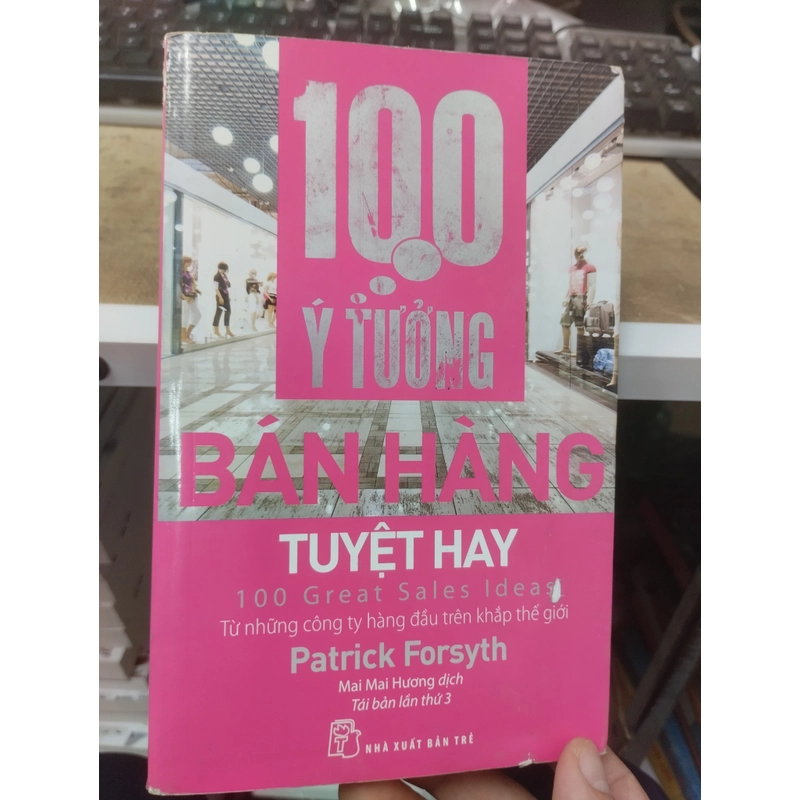 100
Ý TƯỞNG
BÁN HÀNG
TUYỆT HAY
100 Great Sales Ideas
Từ những công ty hàng đầu trên khắp thế giới
Patrick Forsyth
Mai Mai Hương dịch
Tái bản lần thứ 3
NHÀ XUẤT BẢN TRẺ